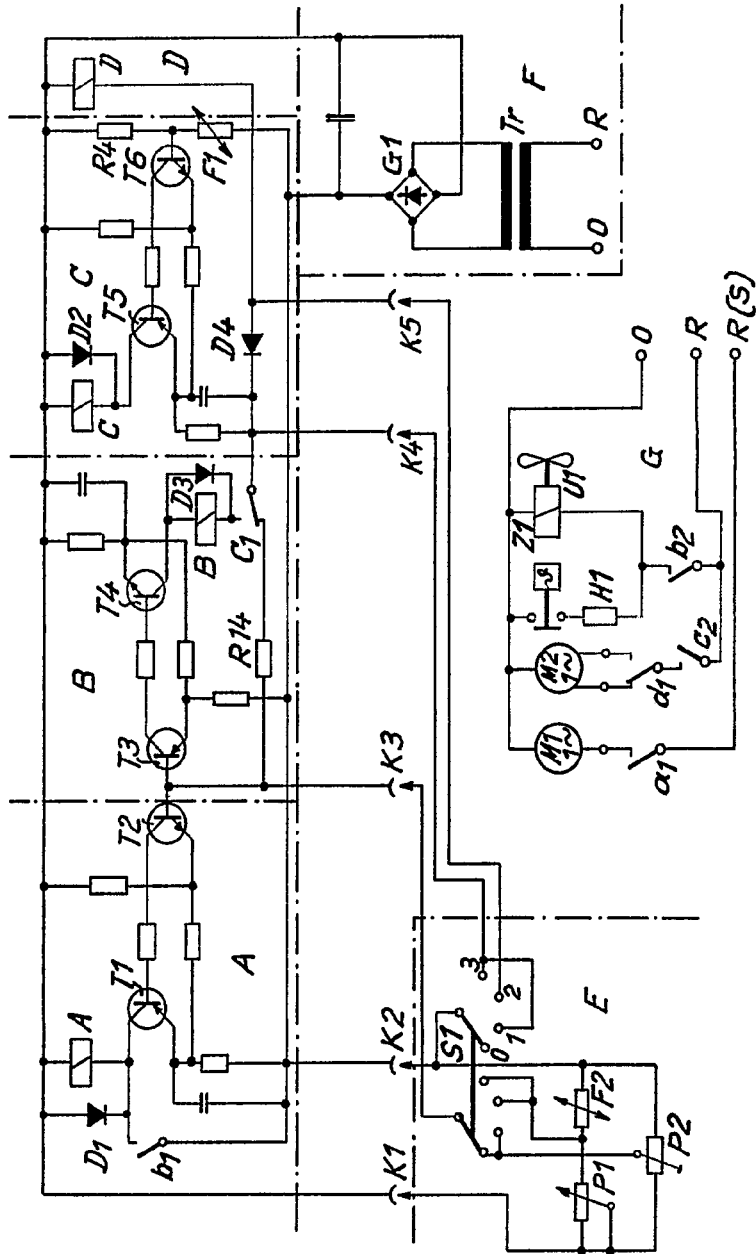 D1
A
T1
T2
A
b1
T3
B
T4
B
D3
C1
R14
C
D2
C
T5
D4
R4
T6
F1
D
D
K1
K2
K3
K4
K5
S1
0
1
2
3
E
P1
F2
P2
G1
Tr
F
O
R
M1
1~
M2
1~
ϑ
H1
Z1
U1
G
a1
d1
c2
b2
O
R
R(S)